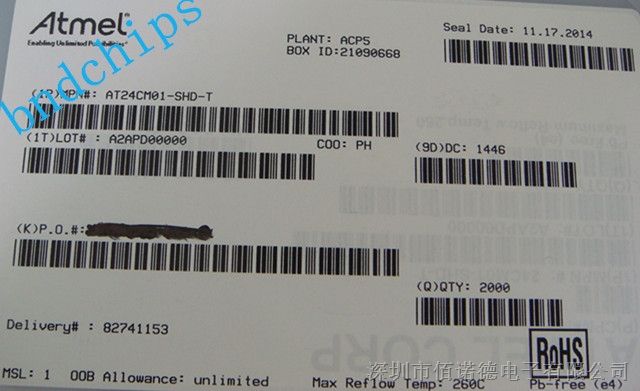 Atmel
Enabling Unlimited Possibilities
PLANT: ACP5
BOX ID:21090668
Seal Date: 11.17.2014
bndchips
(1P)MPN#: AT24CM01-SHD-T
(1T)LOT# : A2APD00000
COO: PH
(9D)DC: 1446
(K)P.O.#:
(Q)QTY: 2000
Delivery# : 82741153
RoHS
深圳市佰诺德电子有限公司
MSL: 1 OOB Allowance: unlimited
Max Reflow Temp: 260C
Pb-free (e4)